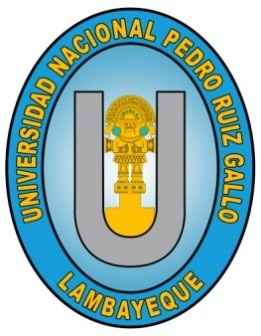 UNIVERSIDAD NACIONAL PEDRO RUIZ GALLO
LAMBAYEQUE